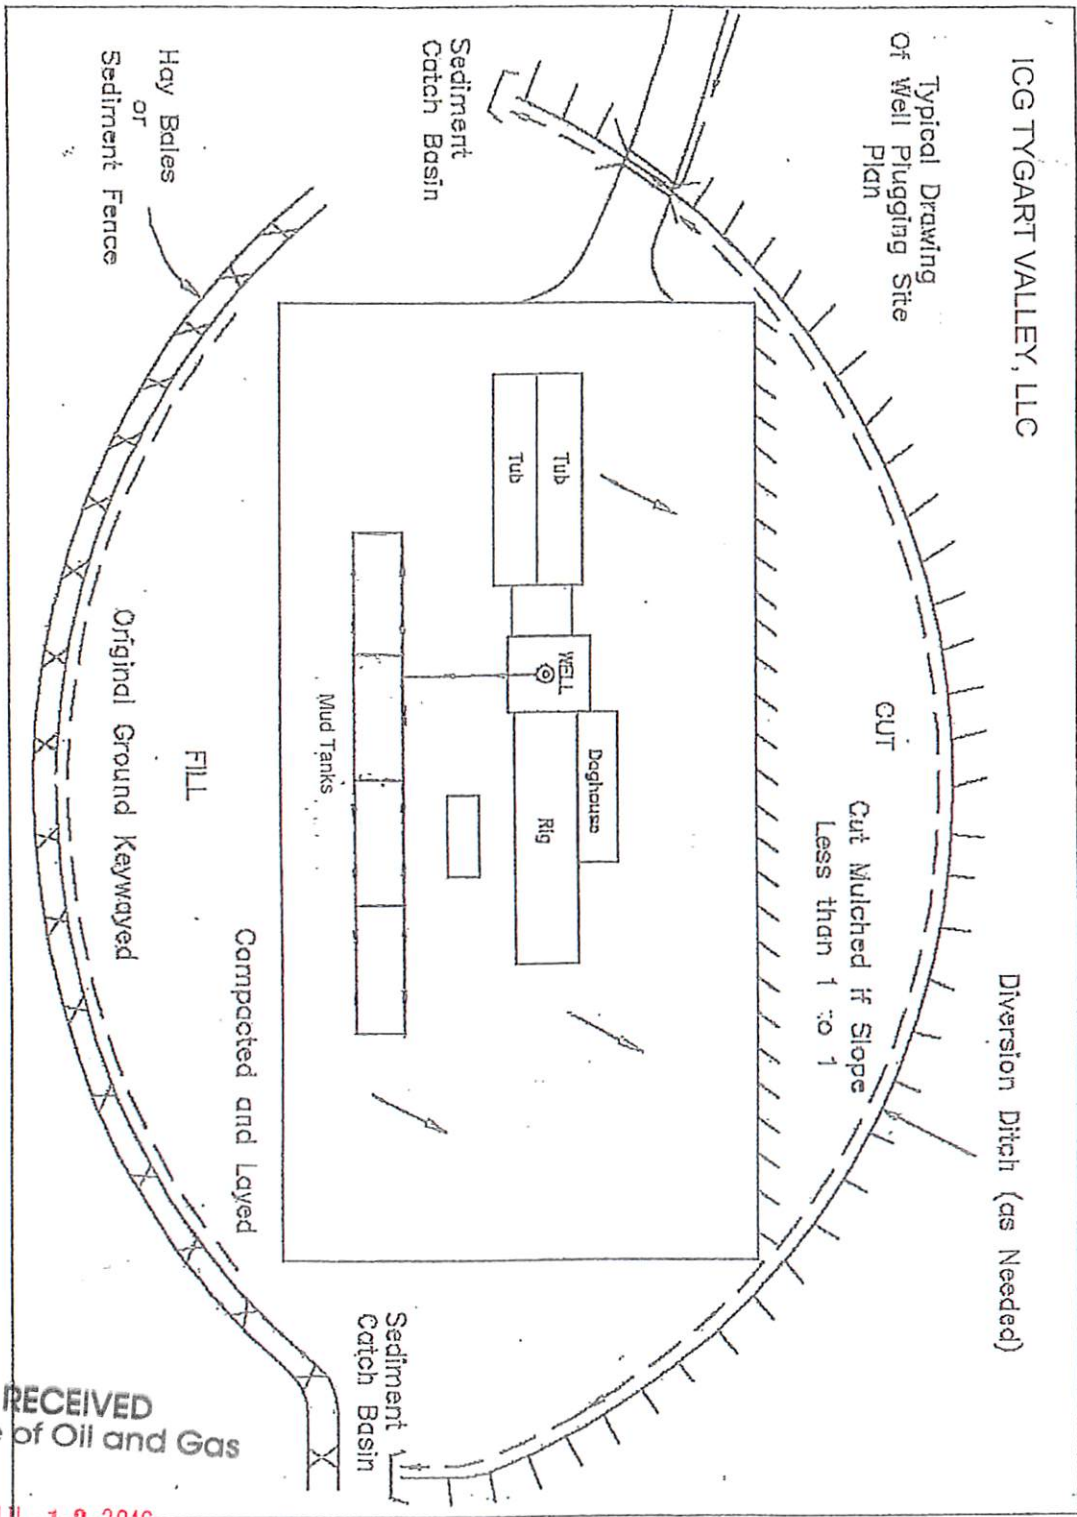 ICG TYGART VALLEY, LLC
Typical Drawing
Of Well Plugging Site
Plan
Diversion Ditch (as Needed)
CUT
Cut Mulched if Slope
Less than 1 to 1
Sediment
Catch Basin
Hay Bales
or
Sediment Fence
Tub
Tub
WELL
Doghouse
Rig
Mud Tanks
FILL
Original Ground Keywayed
Compacted and Layed
Sediment
Catch Basin
RECEIVED
of Oil and Gas